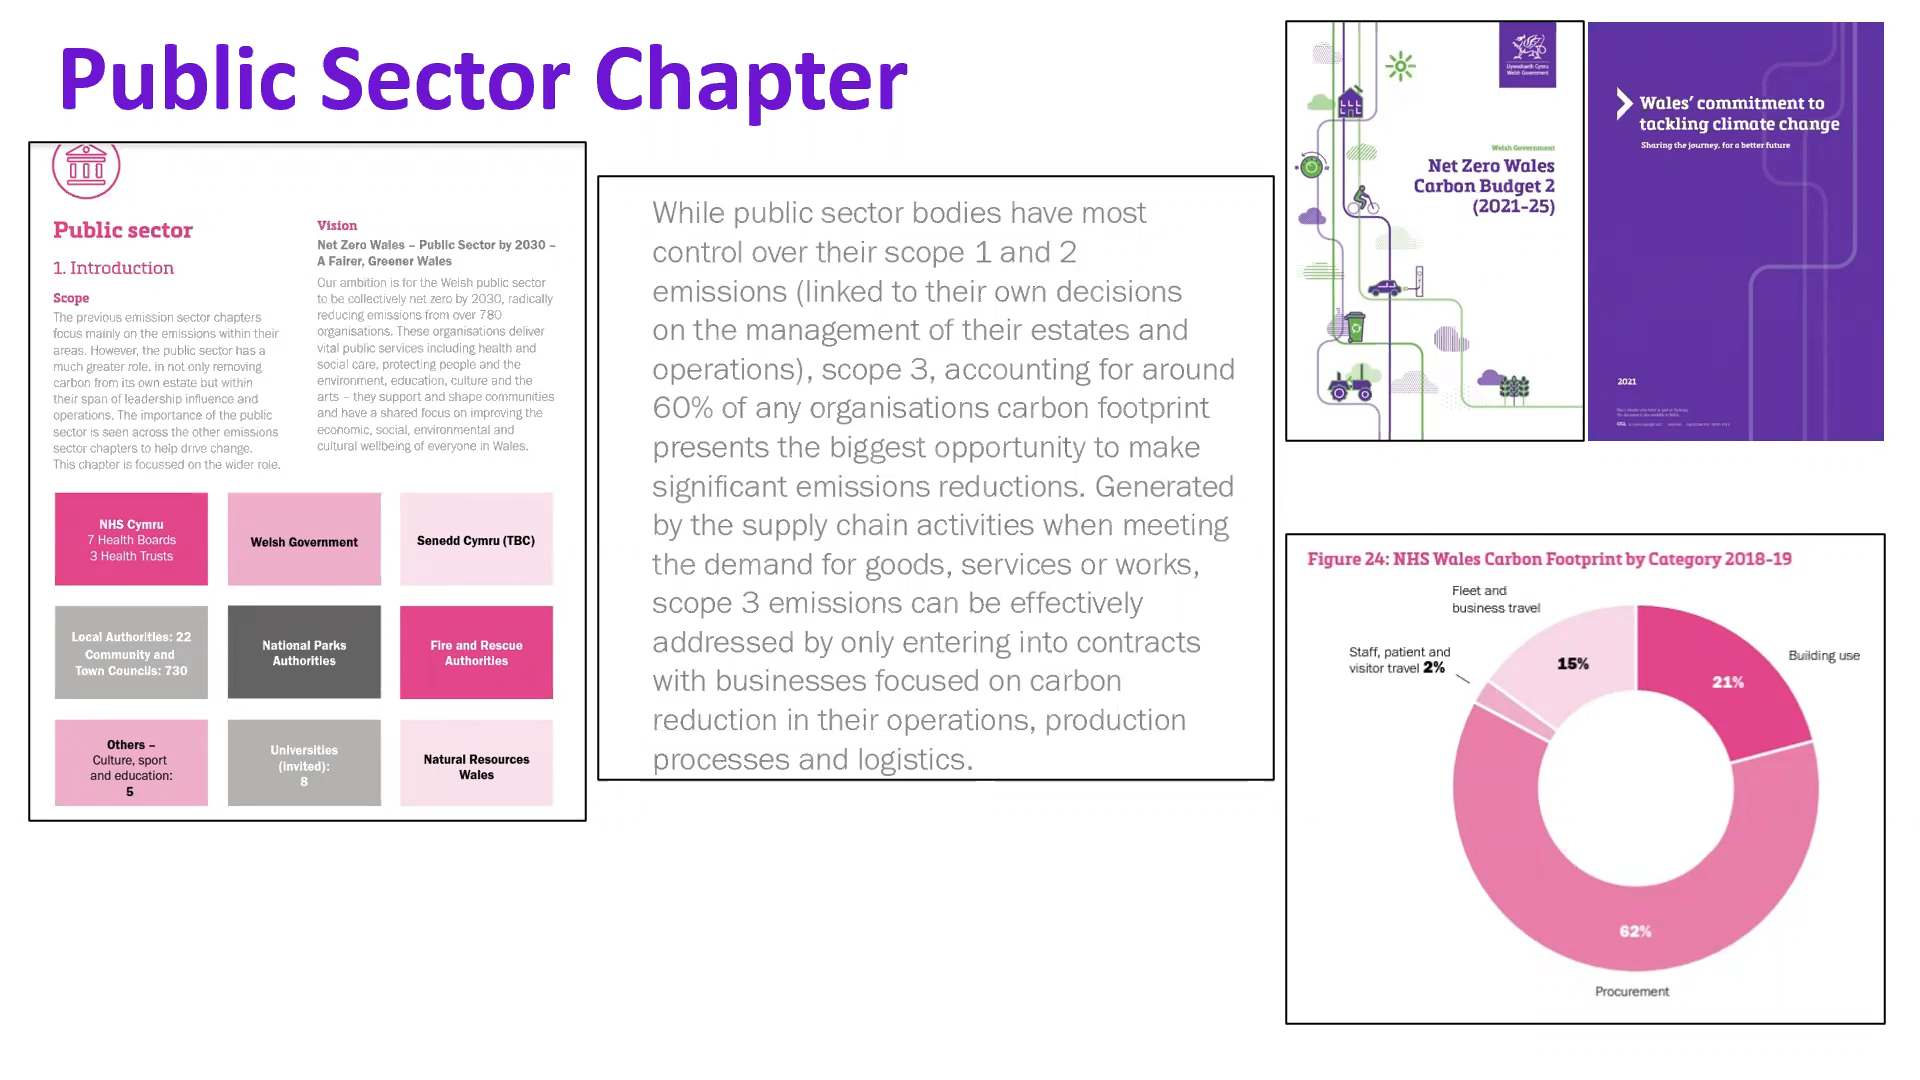 Public Sector Chapter
Public sector
1. Introduction
Scope
The previous emission sector chapters
focus mainly on the emissions within their
areas. However, the public sector has a
much greater role, in not only removing
carbon from its own estate but within
their span of leadership influence and
operations. The importance of the public
sector is seen across the other emissions
sector chapters to help drive change.
This chapter is focussed on the wider role.
Vision
Net Zero Wales – Public Sector by 2030 –
A Fairer, Greener Wales
Our ambition is for the Welsh public sector
to be collectively net zero by 2030, radically
reducing emissions from over 780
organisations. These organisations deliver
vital public services including health and
social care, protecting people and the
environment, education, culture and the
arts – they support and shape communities
and have a shared focus on improving the
economic, social, environmental and
cultural wellbeing of everyone in Wales.
NHS Cymru
7 Health Boards
3 Health Trusts
Welsh Government
Senedd Cymru (TBC)
Local Authorities: 22
Community and
Town Councils: 730
National Parks
Authorities
Fire and Rescue
Authorities
Others –
Culture, sport
and education:
5
Universities
(invited):
8
Natural Resources
Wales
While public sector bodies have most
control over their scope 1 and 2
emissions (linked to their own decisions
on the management of their estates and
operations), scope 3, accounting for around
60% of any organisations carbon footprint
presents the biggest opportunity to make
significant emissions reductions. Generated
by the supply chain activities when meeting
the demand for goods, services or works,
scope 3 emissions can be effectively
addressed by only entering into contracts
with businesses focused on carbon
reduction in their operations, production
processes and logistics.
Llywodraeth Cymru
Welsh Government
Welsh Government
Net Zero Wales
Carbon Budget 2
(2021-25)
Wales' commitment to
tackling climate change
Sharing the journey, for a better future
2021
OGL
Figure 24: NHS Wales Carbon Footprint by Category 2018-19
Fleet and
business travel
Staff, patient and
visitor travel 2%
15%
21%
Building use
62%
Procurement